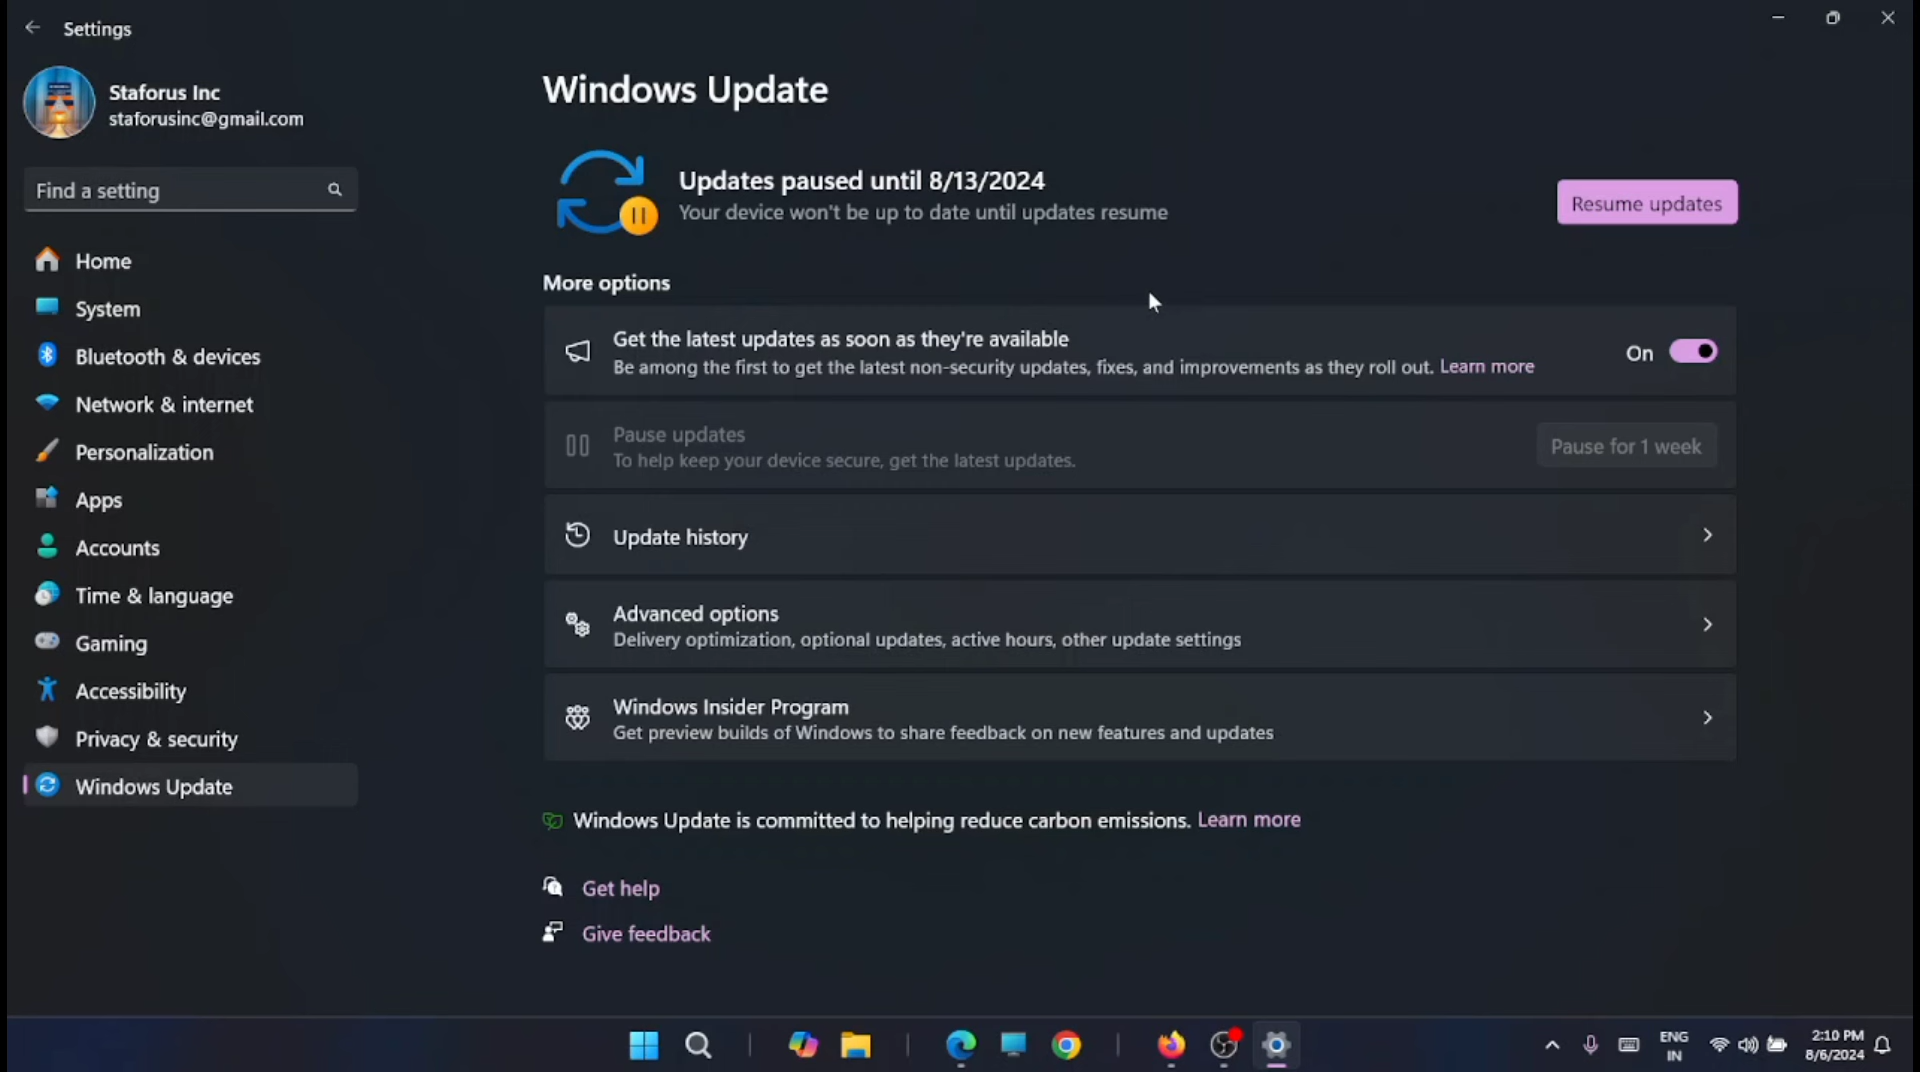 Settings
Staforus Inc
staforusinc@gmail.com
Find a setting
Home
System
Bluetooth & devices
Network & internet
Personalization
Apps
Accounts
Time & language
Gaming
Accessibility
Privacy & security
Windows Update
Windows Update
Updates paused until 8/13/2024
Your device won't be up to date until updates resume
Resume updates
More options
Get the latest updates as soon as they're available
Be among the first to get the latest non-security updates, fixes, and improvements as they roll out. Learn more
On
Pause updates
To help keep your device secure, get the latest updates.
Pause for 1 week
Update history
Advanced options
Delivery optimization, optional updates, active hours, other update settings
Windows Insider Program
Get preview builds of Windows to share feedback on new features and updates
Windows Update is committed to helping reduce carbon emissions. Learn more
Get help
Give feedback
ENG
IN
2:10 PM
8/6/2024